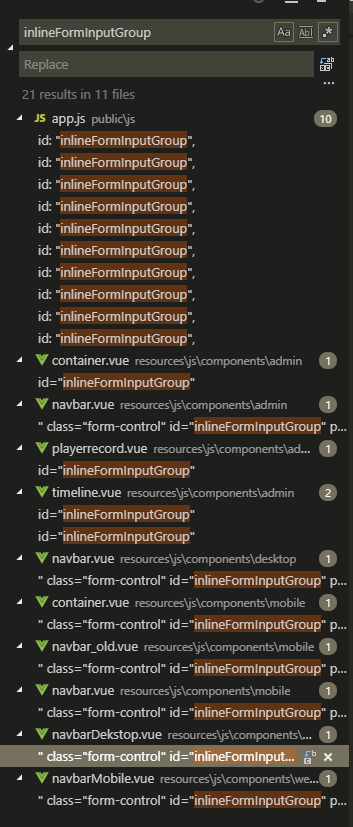 inlineFormInputGroup Aa Abl .*
Replace
21 results in 11 files
JS app.js public\js 10
id: "inlineFormInputGroup",
id: "inlineFormInputGroup",
id: "inlineFormInputGroup",
id: "inlineFormInputGroup",
id: "inlineFormInputGroup",
id: "inlineFormInputGroup",
id: "inlineFormInputGroup",
id: "inlineFormInputGroup",
id: "inlineFormInputGroup",
id: "inlineFormInputGroup",
container.vue resources\js\components\admin 1
id="inlineFormInputGroup"
navbar.vue resources\js\components\admin 1
" class="form-control" id="inlineFormInputGroup" p...
playerrecord.vue resources\js\components\ad... 1
id="inlineFormInputGroup"
timeline.vue resources\js\components\admin 2
id="inlineFormInputGroup"
id="inlineFormInputGroup"
navbar.vue resources\js\components\desktop 1
" class="form-control" id="inlineFormInputGroup" p...
container.vue resources\js\components\mobile 1
" class="form-control" id="inlineFormInputGroup" p...
navbar_old.vue resources\js\components\mobile 1
" class="form-control" id="inlineFormInputGroup" p...
navbar.vue resources\js\components\mobile 1
" class="form-control" id="inlineFormInputGroup" p...
navbarDekstop.vue resources\js\components\... 1
" class="form-control" id="inlineFormInput...
navbarMobile.vue resources\js\components\we... 1
" class="form-control" id="inlineFormInputGroup" p...